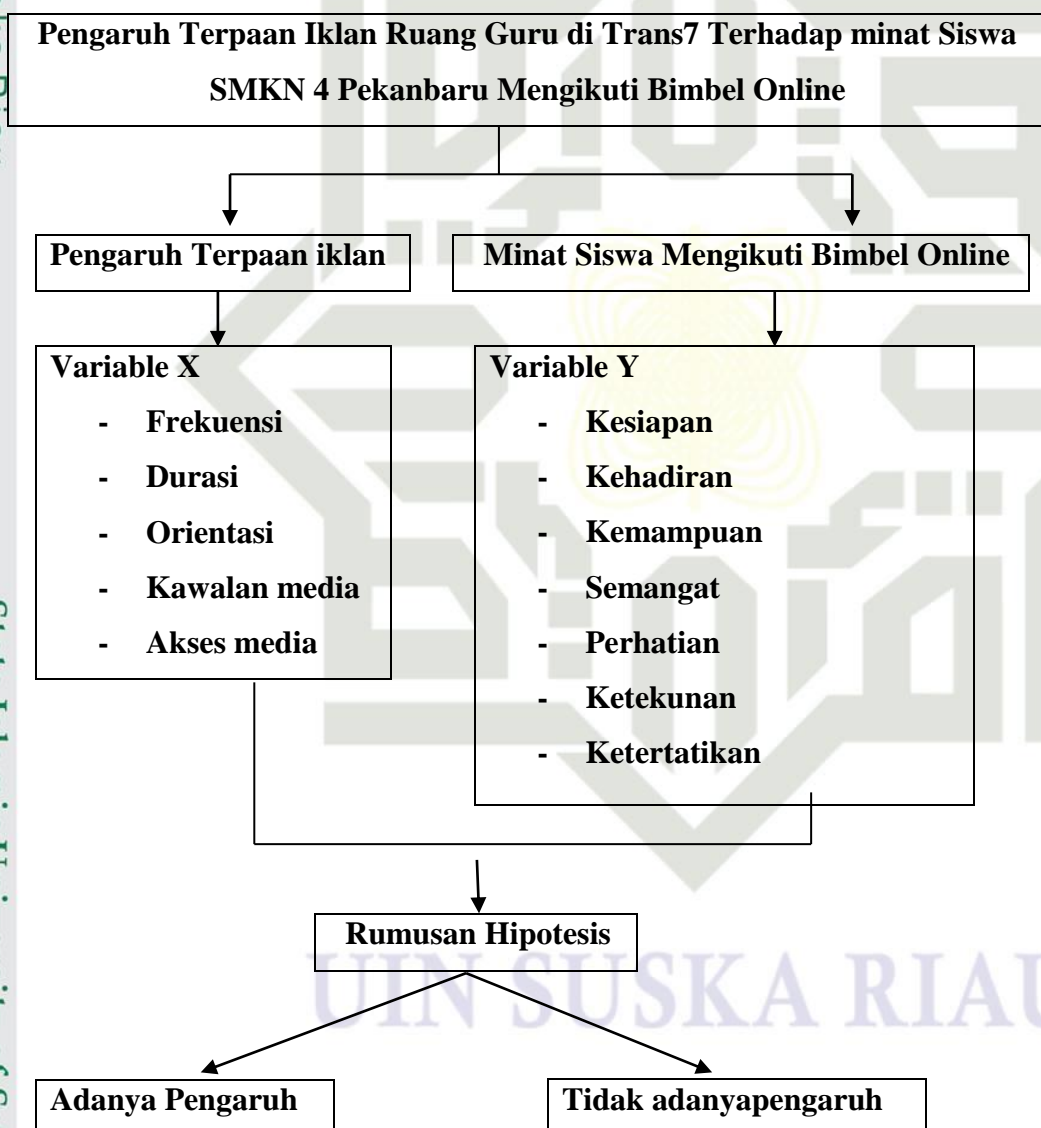 Pengaruh Terpaan Iklan Ruang Guru di Trans7 Terhadap minat Siswa
SMKN 4 Pekanbaru Mengikuti Bimbel Online
Pengaruh Terpaan iklan
Minat Siswa Mengikuti Bimbel Online
Variable X
- Frekuensi
- Durasi
- Orientasi
- Kawalan media
- Akses media
Variable Y
- Kesiapan
- Kehadiran
- Kemampuan
- Semangat
- Perhatian
- Ketekunan
- Ketertatikan
Rumusan Hipotesis
UIN SUSKA RIAU
Adanya Pengaruh
Tidak adanyapengaruh